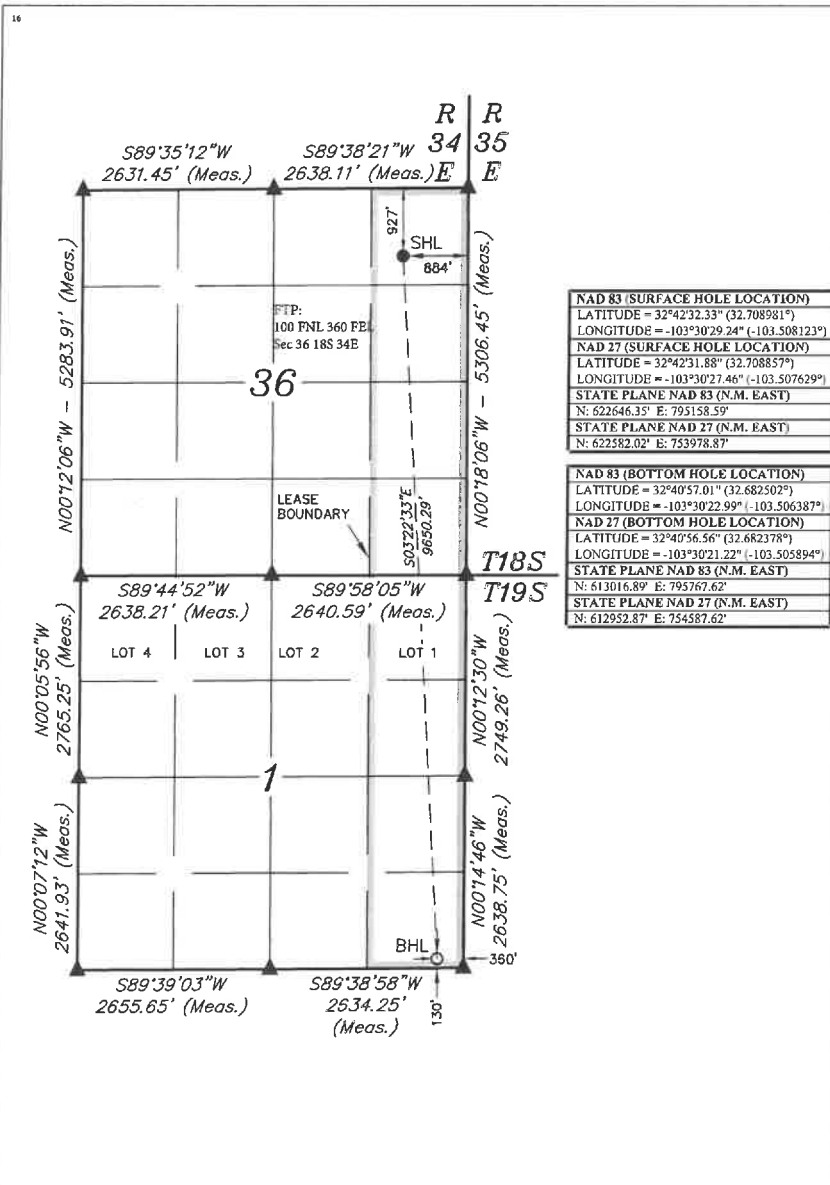 16
R R
34 35
E E
S89°35'12"W
2631.45' (Meas.)
S89°38'21"W
2638.11' (Meas.)
927'
SHL
884'
N00°12'06"W – 5283.91' (Meas.)
N00°18'06"W – 5306.45' (Meas.)
FTP:
100 FNL 360 FEL
Sec 36 18S 34E
36
LEASE
BOUNDARY
S03°22'33"E
9650.29'
T18S
T19S
S89°44'52"W
2638.21' (Meas.)
S89°58'05"W
2640.59' (Meas.)
LOT 4
LOT 3
LOT 2
LOT 1
N00°05'56"W
2765.25' (Meas.)
N00°12'30"W
2749.26' (Meas.)
1
N00°07'12"W
2641.93' (Meas.)
N00°14'46"W
2638.75' (Meas.)
BHL
360'
130'
S89°39'03"W
2655.65' (Meas.)
S89°38'58"W
2634.25'
(Meas.)
NAD 83 (SURFACE HOLE LOCATION)
LATITUDE = 32°42'32.33" (32.708981°)
LONGITUDE = -103°30'29.24" (-103.508123°)
NAD 27 (SURFACE HOLE LOCATION)
LATITUDE = 32°42'31.88" (32.708857°)
LONGITUDE = -103°30'27.46" (-103.507629°)
STATE PLANE NAD 83 (N.M. EAST)
N: 622646.35' E: 795158.59'
STATE PLANE NAD 27 (N.M. EAST)
N: 622582.02' E: 753978.87'
NAD 83 (BOTTOM HOLE LOCATION)
LATITUDE = 32°40'57.01" (32.682502°)
LONGITUDE = -103°30'22.99" (-103.506387°)
NAD 27 (BOTTOM HOLE LOCATION)
LATITUDE = 32°40'56.56" (32.682378°)
LONGITUDE = -103°30'21.22" (-103.505894°)
STATE PLANE NAD 83 (N.M. EAST)
N: 613016.89' E: 795767.62'
STATE PLANE NAD 27 (N.M. EAST)
N: 612952.87' E: 754587.62'